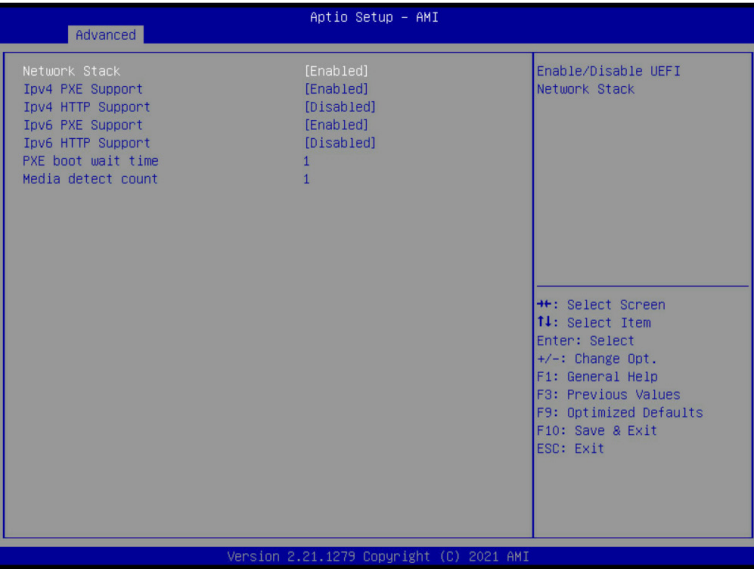 Aptio Setup – AMI
Advanced
Network Stack [Enabled]
Ipv4 PXE Support [Enabled]
Ipv4 HTTP Support [Disabled]
Ipv6 PXE Support [Enabled]
Ipv6 HTTP Support [Disabled]
PXE boot wait time 1
Media detect count 1
Enable/Disable UEFI
Network Stack
→←: Select Screen
↑↓: Select Item
Enter: Select
+/-: Change Opt.
F1: General Help
F3: Previous Values
F9: Optimized Defaults
F10: Save & Exit
ESC: Exit
Version 2.21.1279 Copyright (C) 2021 AMI